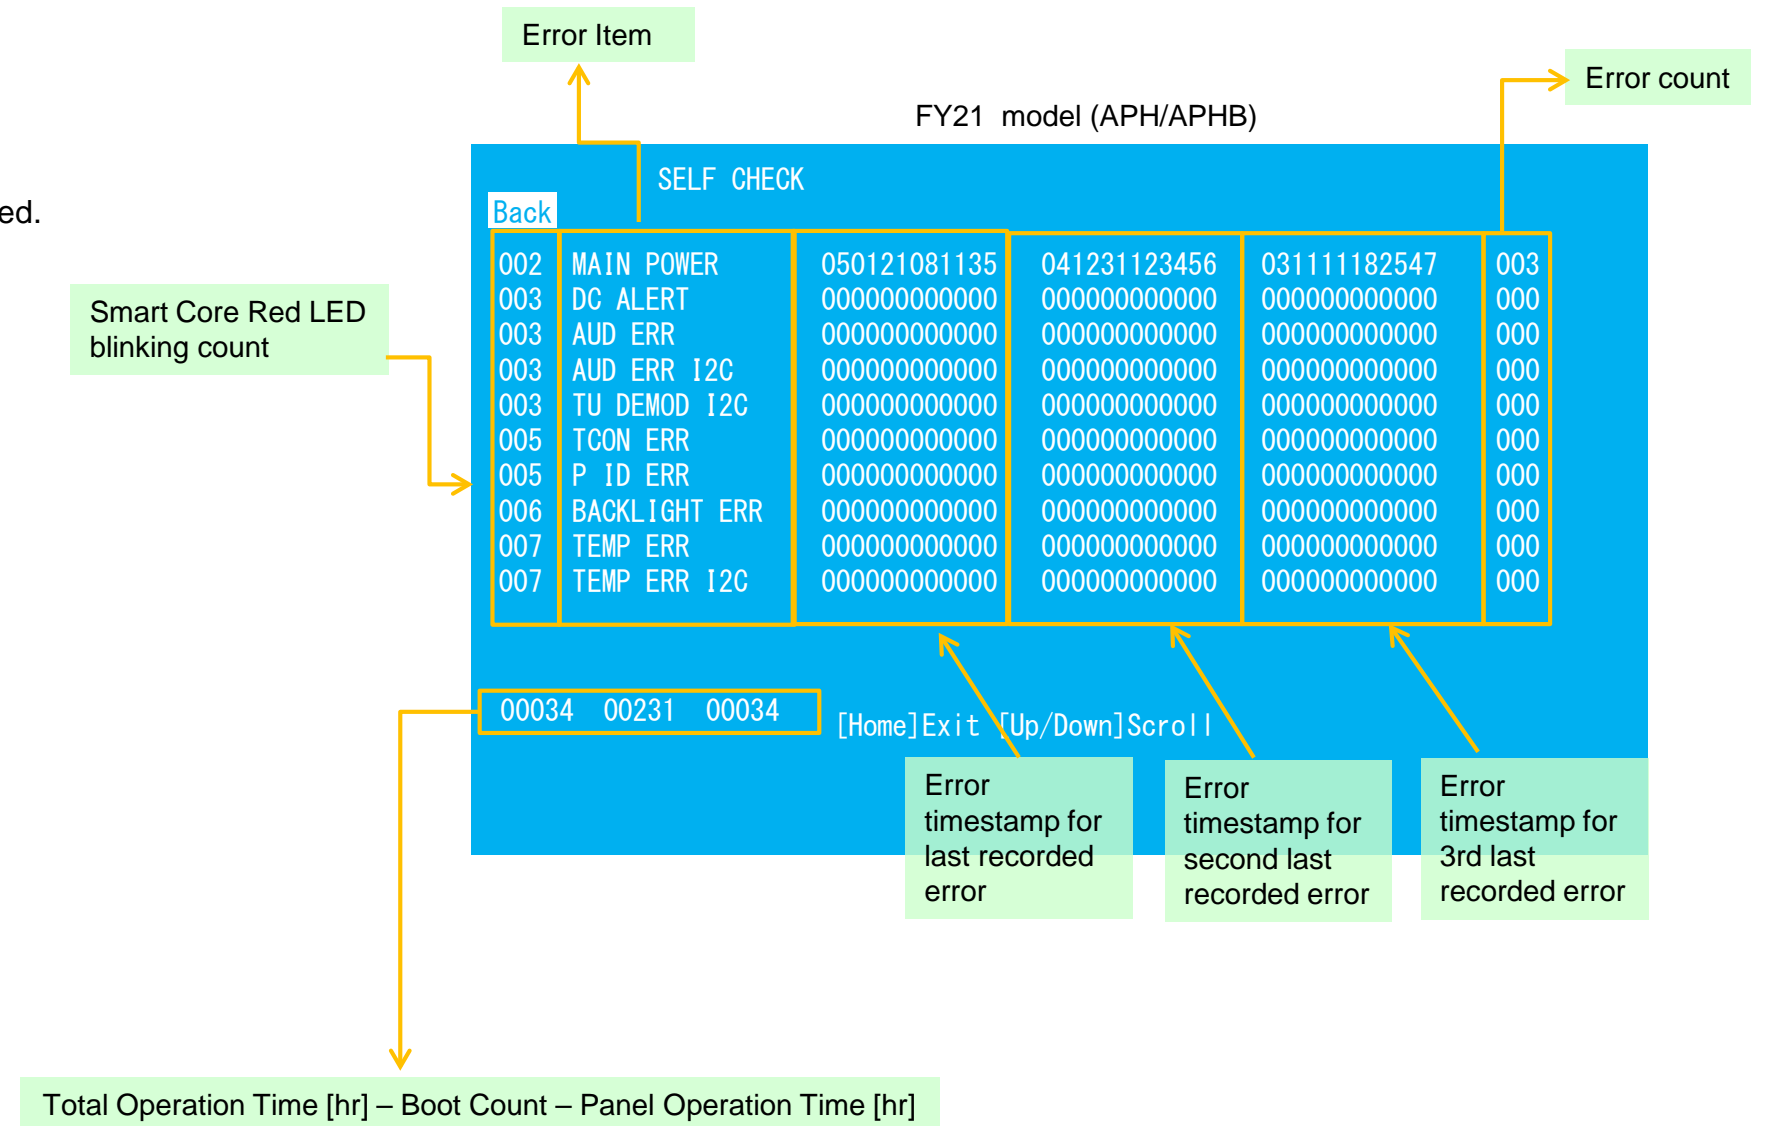 Error Item
Error count
FY21 model (APH/APHB)
SELF CHECK
ed.
Back
002 MAIN POWER 050121081135 041231123456 031111182547 003
003 DC ALERT 000000000000 000000000000 000000000000 000
003 AUD ERR 000000000000 000000000000 000000000000 000
003 AUD ERR I2C 000000000000 000000000000 000000000000 000
003 TU DEMOD I2C 000000000000 000000000000 000000000000 000
005 TCON ERR 000000000000 000000000000 000000000000 000
005 P ID ERR 000000000000 000000000000 000000000000 000
006 BACKLIGHT ERR 000000000000 000000000000 000000000000 000
007 TEMP ERR 000000000000 000000000000 000000000000 000
007 TEMP ERR I2C 000000000000 000000000000 000000000000 000
Smart Core Red LED
blinking count
00034 00231 00034
[Home]Exit [Up/Down]Scroll
Error
timestamp for
last recorded
error
Error
timestamp for
second last
recorded error
Error
timestamp for
3rd last
recorded error
Total Operation Time [hr] – Boot Count – Panel Operation Time [hr]